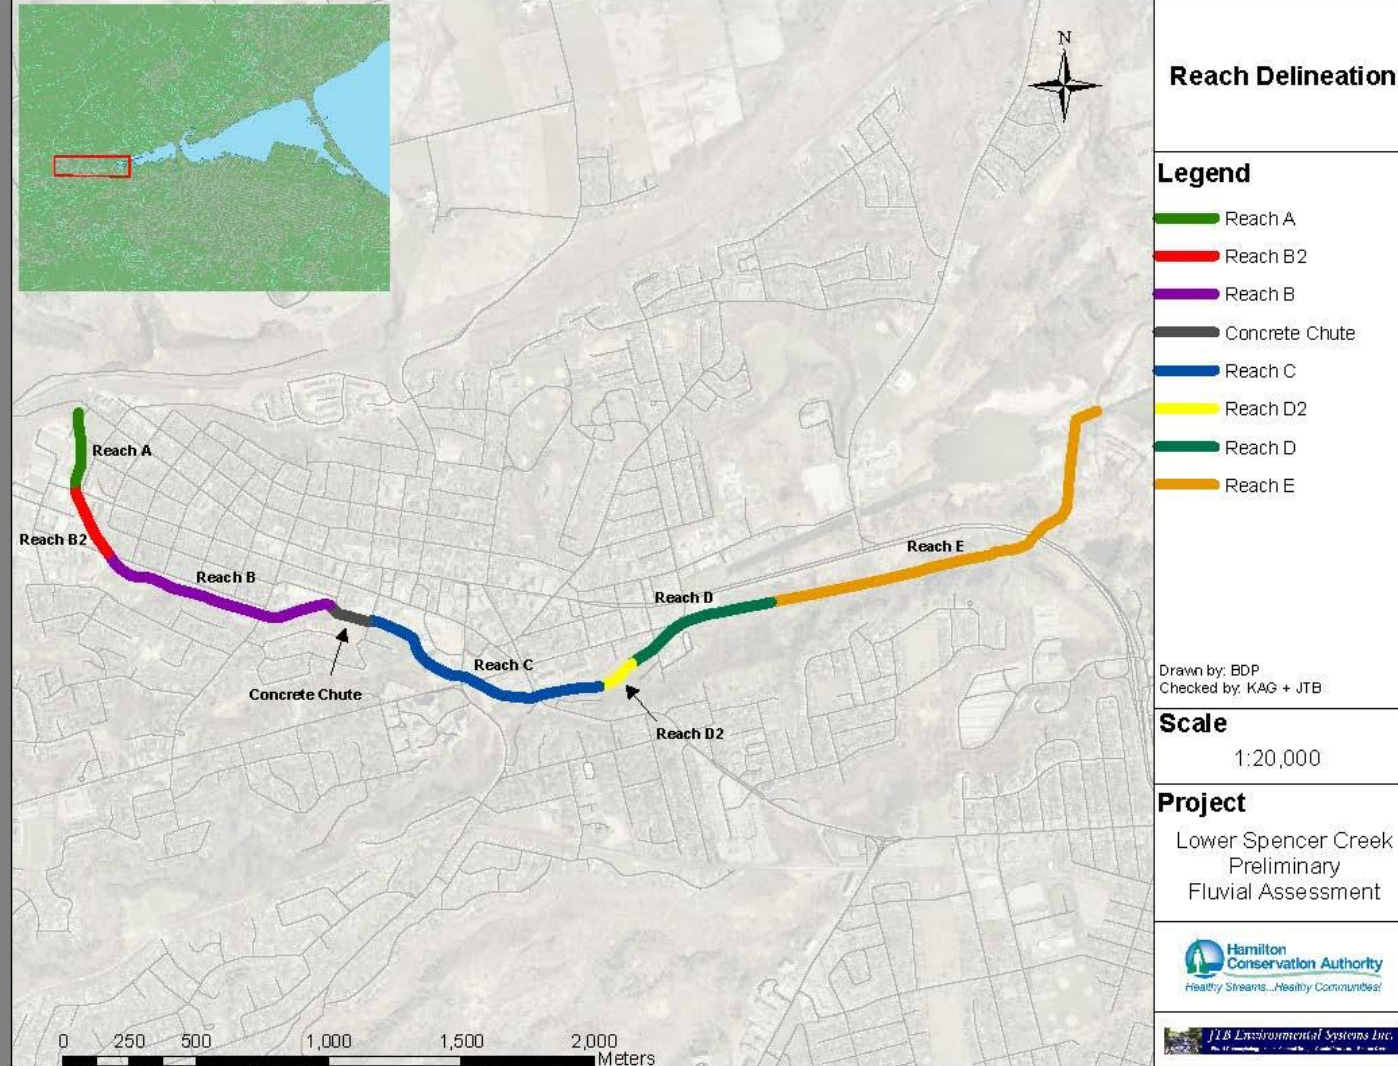 N
Reach Delineation
Legend
Reach A
Reach B2
Reach B
Concrete Chute
Reach C
Reach D2
Reach D
Reach E
Drawn by: BDP
Checked by: KAG + JTB
Scale
1:20,000
Project
Lower Spencer Creek
Preliminary
Fluvial Assessment
Hamilton
Conservation Authority
Healthy Streams...Healthy Communities!
JTB Environmental Systems Inc.
Reach A
Reach B2
Reach B
Concrete Chute
Reach C
Reach D2
Reach D
Reach E
0 250 500 1,000 1,500 2,000
Meters